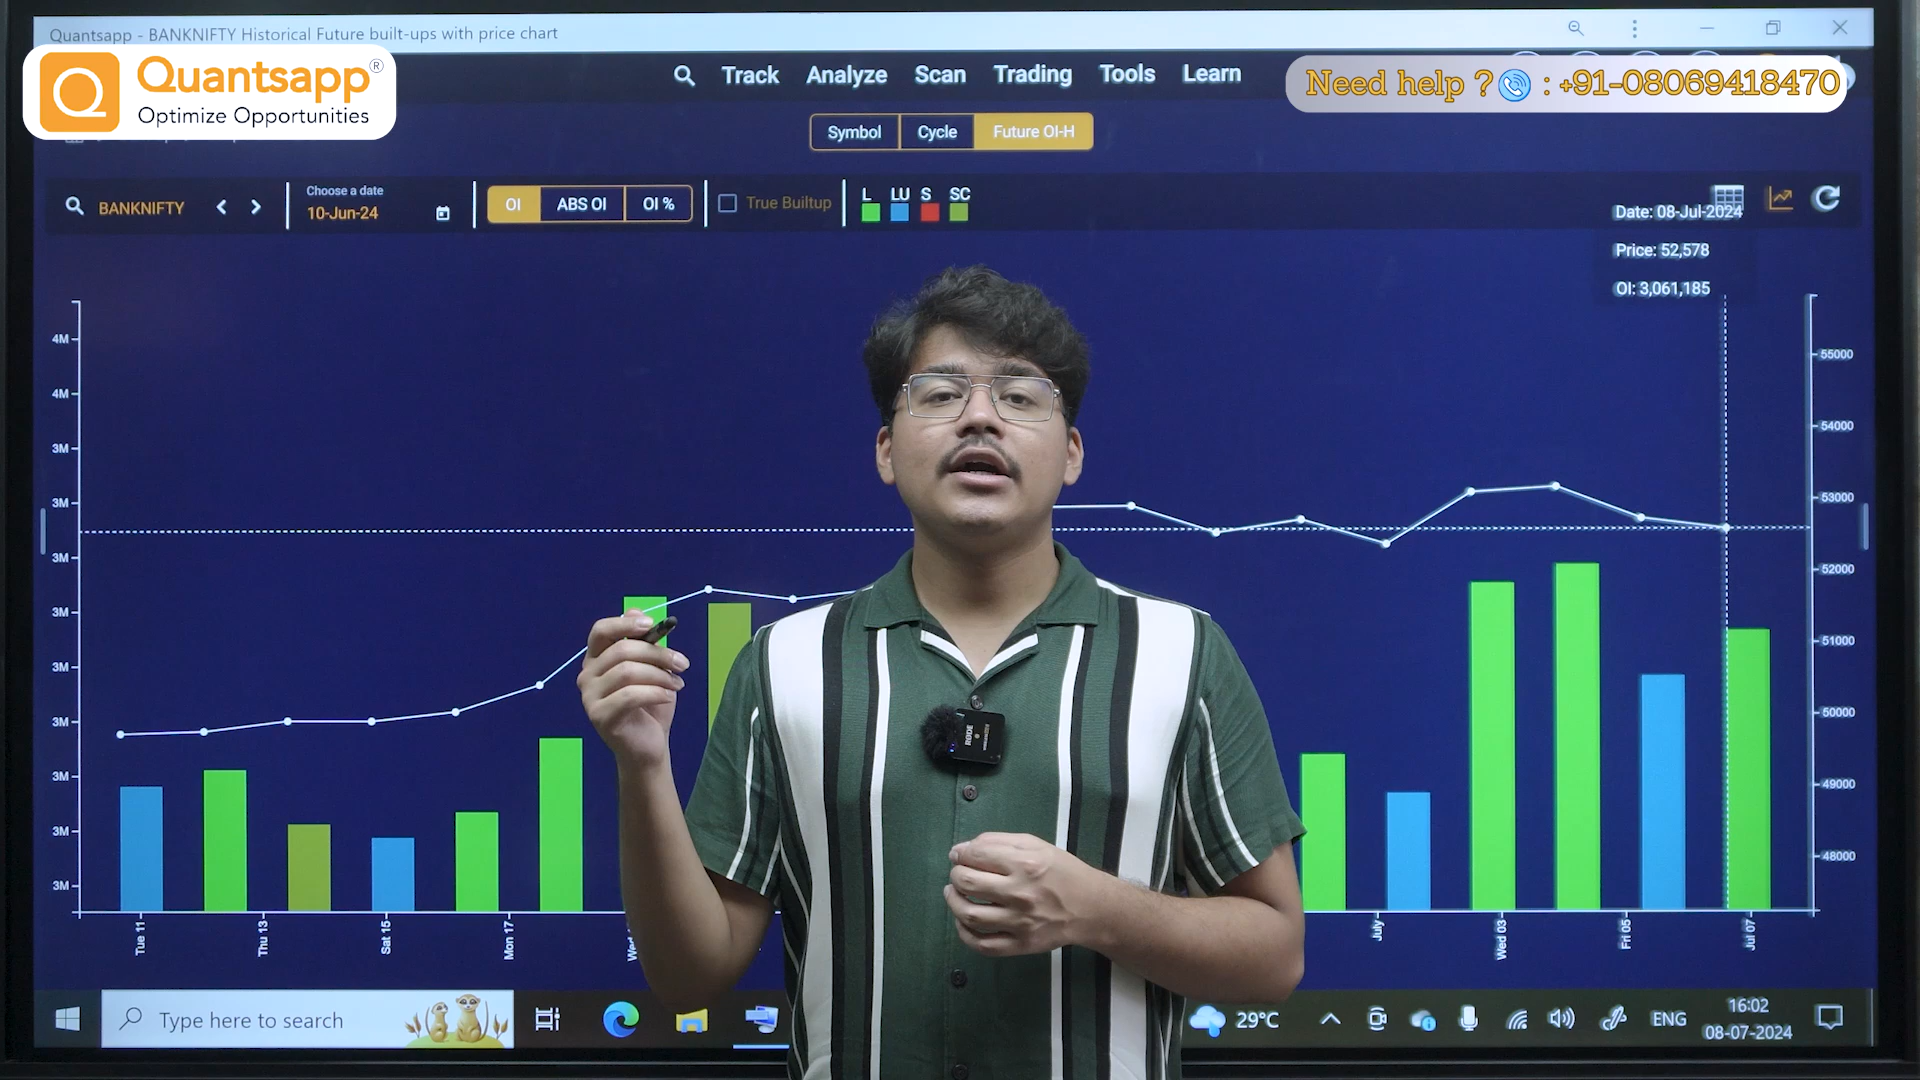 Quantsapp - BANKNIFTY Historical Future built-ups with price chart
Quantsapp®
Optimize Opportunities
Track Analyze Scan Trading Tools Learn
Need help ? : +91-08069418470
Symbol Cycle Future OI-H
BANKNIFTY
Choose a date
10-Jun-24
OI ABS OI OI %
True Builtup
L LU S SC
Date: 08-Jul-2024
Price: 52,578
OI: 3,061,185
4M
4M
3M
3M
3M
3M
3M
3M
3M
3M
3M
55000
54000
53000
52000
51000
50000
49000
48000
Tue 11
Thu 13
Sat 15
Mon 17
Wed
July
Wed 03
Fri 05
Jul 07
RODE
Type here to search
29°C
ENG
16:02
08-07-2024